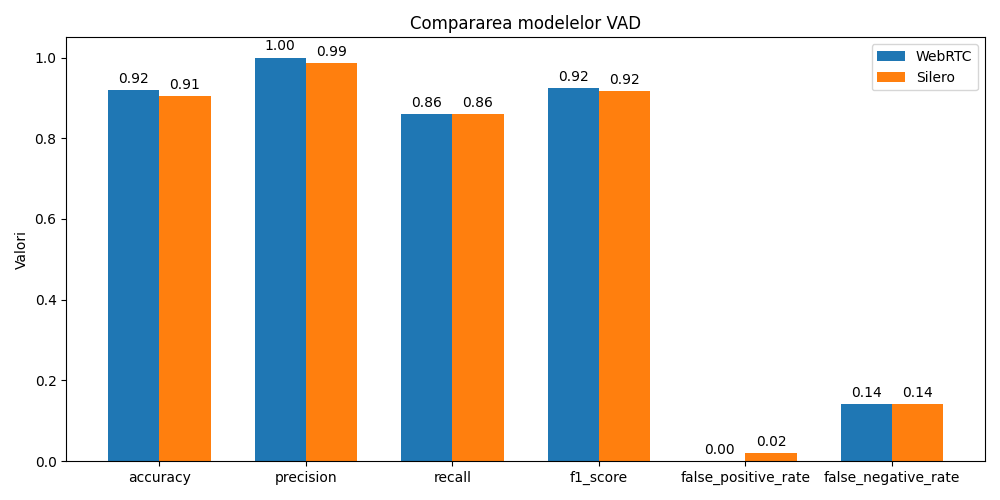 Compararea modelelor VAD
WebRTC
Silero
Valori
1.0
0.8
0.6
0.4
0.2
0.0
0.92
0.91
1.00
0.99
0.86
0.86
0.92
0.92
0.00
0.02
0.14
0.14
accuracy
precision
recall
f1_score
false_positive_rate
false_negative_rate